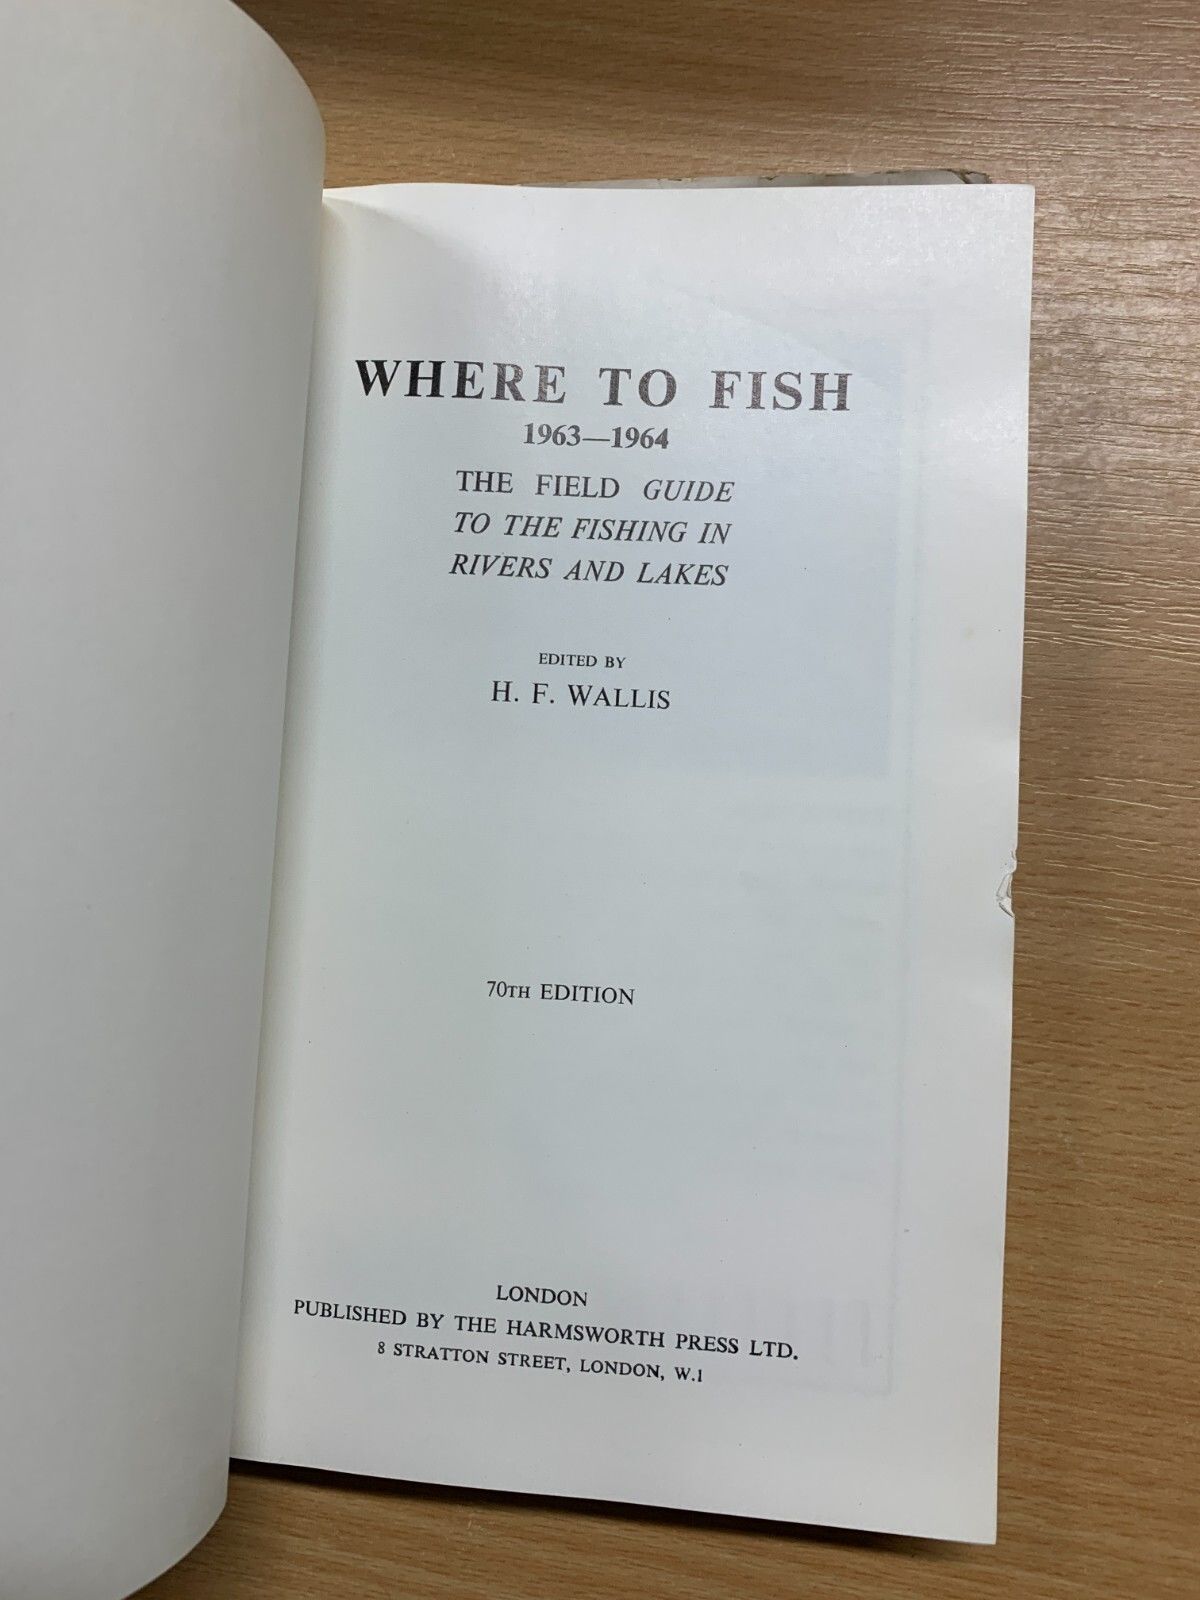 WHERE TO FISH
1963—1964
THE FIELD GUIDE
TO THE FISHING IN
RIVERS AND LAKES
EDITED BY
H. F. WALLIS
70TH EDITION
LONDON
PUBLISHED BY THE HARMSWORTH PRESS LTD.
8 STRATTON STREET, LONDON, W.1